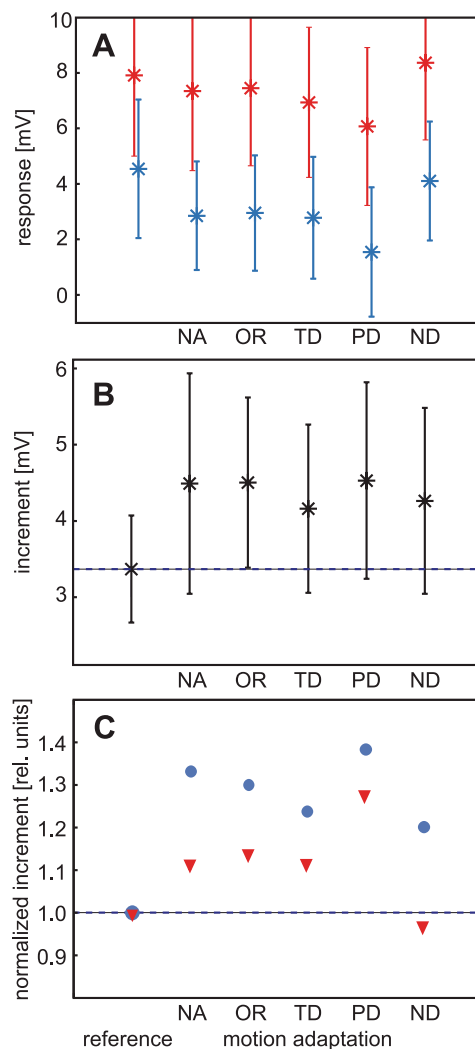 A
response [mV]
10
8
6
4
2
0
NA OR TD PD ND
B
increment [mV]
6
5
4
3
NA OR TD PD ND
C
normalized increment [rel. units]
1.4
1.3
1.2
1.1
1.0
0.9
NA OR TD PD ND
reference motion adaptation